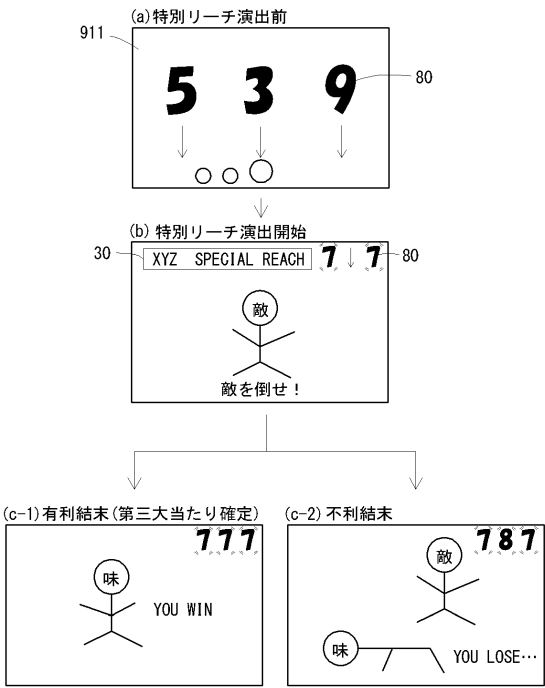 (a)特別リーチ演出前
911
5 3 9
80
(b) 特別リーチ演出開始
30
XYZ SPECIAL REACH
7 ↓ 7
80
敵
敵を倒せ！
(c-1)有利結末(第三大当たり確定)
777
味
YOU WIN
(c-2)不利結末
787
敵
味
YOU LOSE…